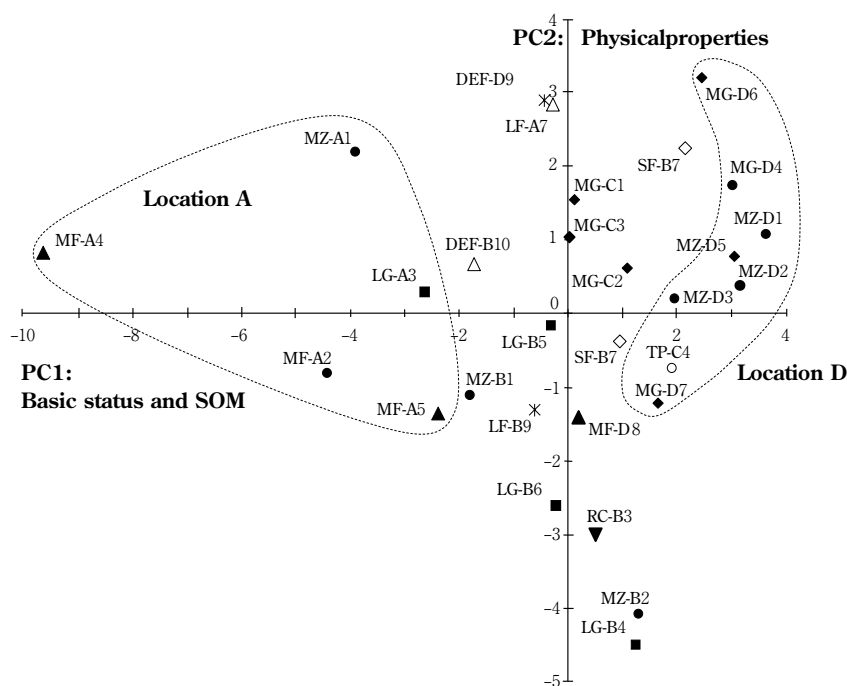 4
PC2: Physicalproperties
DEF-D9
3
MG-D6
LF-A7
MZ-A1
2
SF-B7
MG-D4
Location A
MG-C1
MF-A4
DEF-B10
1
MG-C3
MZ-D1
MZ-D5
LG-A3
MG-C2
MZ-D2
0
MZ-D3
-10
-8
-6
-4
-2
2
4
LG-B5
SF-B7
TP-C4
PC1:
MF-A2
MZ-B1
-1
MG-D7
Location D
Basic status and SOM
MF-A5
LF-B9
MF-D8
-2
LG-B6
RC-B3
-3
MZ-B2
-4
LG-B4
-5